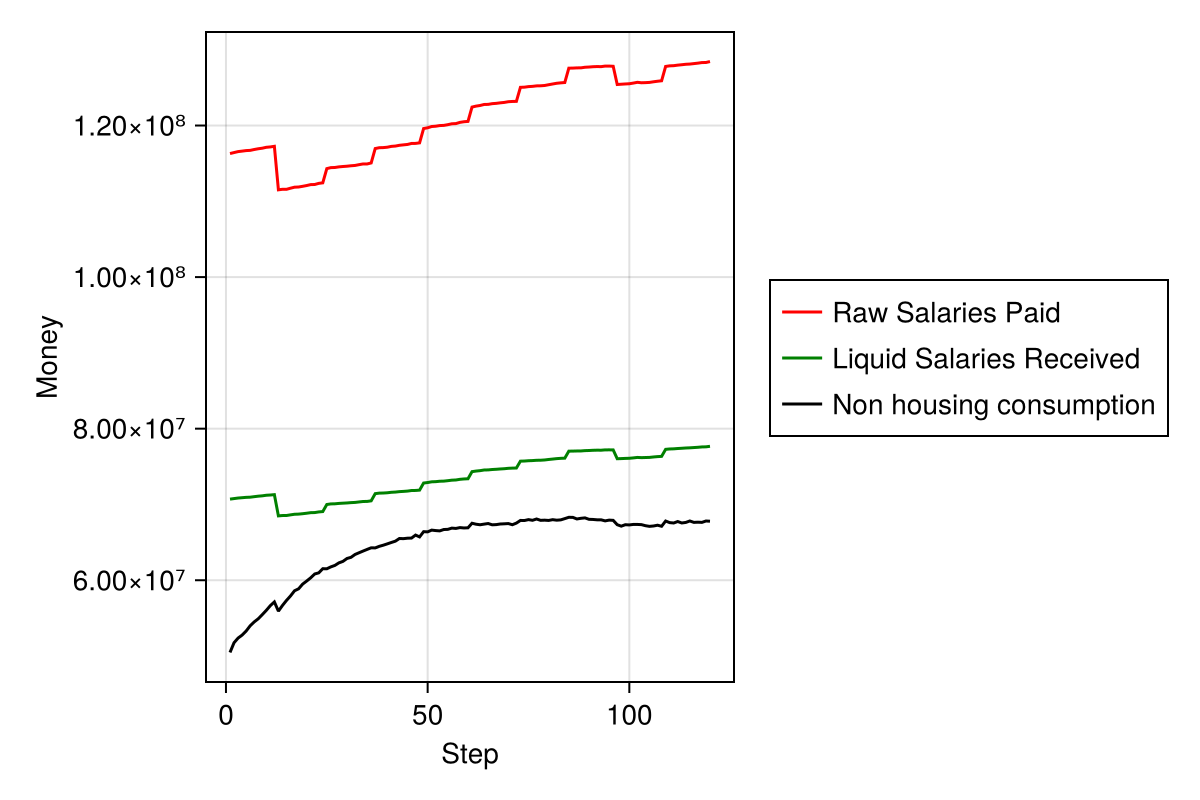 1.20×10⁸
1.00×10⁸
8.00×10⁷
6.00×10⁷
Money
0 50 100
Step
Raw Salaries Paid
Liquid Salaries Received
Non housing consumption